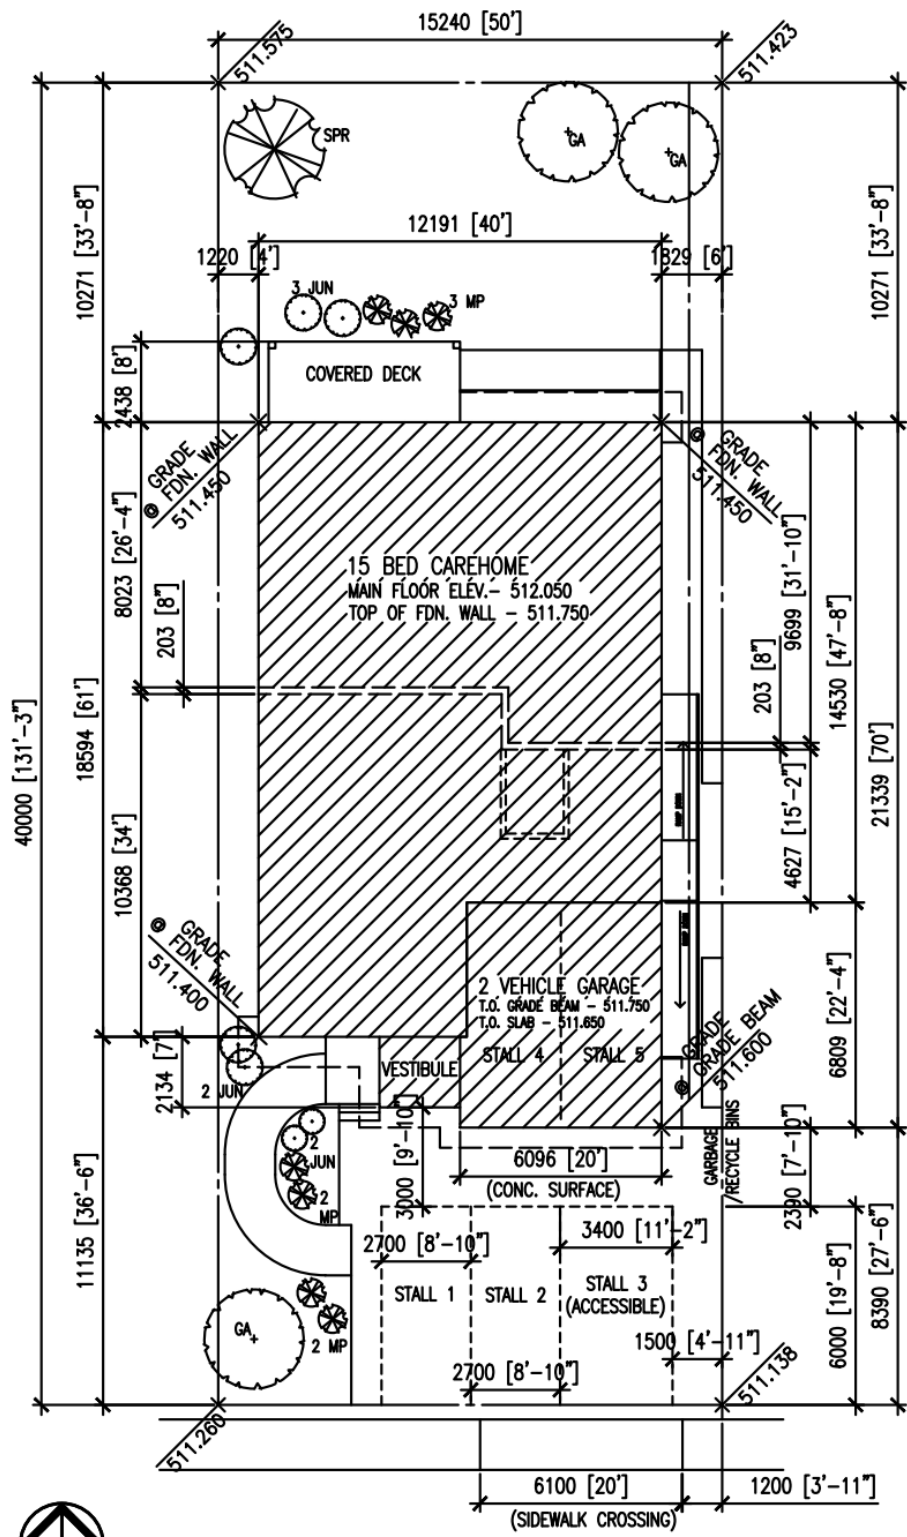 15240 [50']
511.575
511.423
SPR
GA
GA
12191 [40']
1220 [4']
1829 [6']
10271 [33'-8"]
10271 [33'-8"]
3 JUN
3 MP
COVERED DECK
2438 [8']
GRADE
@ FDN. WALL
511.450
@ GRADE
FDN. WALL
511.450
15 BED CAREHOME
MAIN FLOOR ELEV.- 512.050
TOP OF FDN. WALL - 511.750
8023 [26'-4"]
203 [8"]
9699 [31'-10"]
203 [8"]
14530 [47'-8"]
40000 [131'-3"]
18594 [61']
21339 [70']
4627 [15'-2"]
10368 [34']
@ GRADE
FDN. WALL
511.400
2 VEHICLE GARAGE
T.O. GRADE BEAM - 511.750
T.O. SLAB - 511.650
STALL 4
STALL 5
GRADE
@ GRADE BEAM
511.600
6809 [22'-4"]
VESTIBULE
2134 [7']
2 JUN
2
JUN
2
MP
3000 [9'-10"]
6096 [20']
(CONC. SURFACE)
GARBAGE
/RECYCLE BINS
2390 [7'-10"]
11135 [36'-6"]
2700 [8'-10"]
3400 [11'-2"]
STALL 1
STALL 2
STALL 3
(ACCESSIBLE)
6000 [19'-8"]
8390 [27'-6"]
GA
2 MP
1500 [4'-11"]
2700 [8'-10"]
511.138
511.260
6100 [20']
1200 [3'-11"]
(SIDEWALK CROSSING)